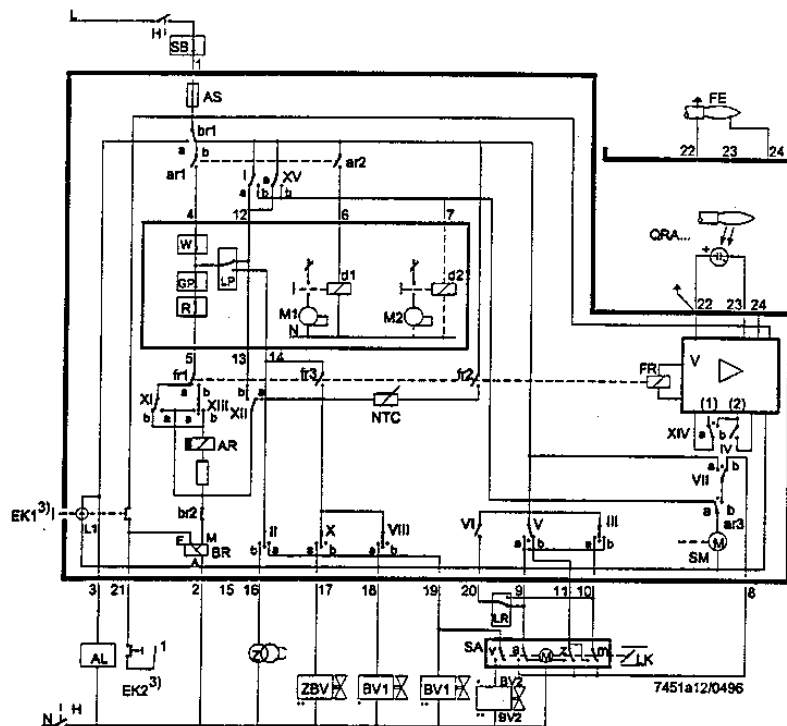 L
H
SB
1
AS
FE
br1
22 23 24
a b
ar1
ar2
I a XV
a b b
4 12 6 7
QRA...
+
W
GP
LP
R
d1
d2
M1
M2
N
22 23 24
V
5 13 14
fr1
fr3
fr2
FR
XI
XIII
XII
b a
a b a b
NTC
(1) (2)
XIV a b
IV
AR
VII a b
EK1³⁾
L1
br2
a b
ar3
E M
BR
A
II
X
VIII
VI
V
III
b a b a b
a b a b
M
SM
3 21 2 15 16 17 18 19 20 9 11 10 8
LR
AL
1
EK2³⁾
Z
SA
v a M z m
LK
ZBV
BV1
BV1
BV2
BV2
7451a12/0496
N H